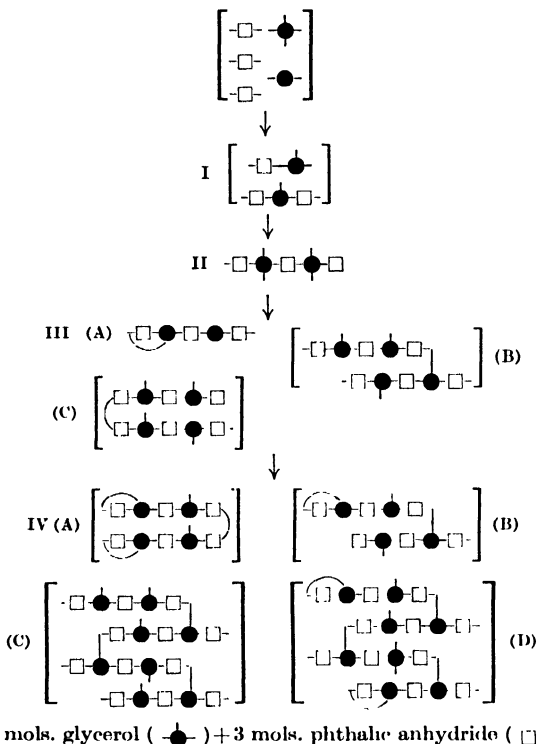 I
II
III (A)
(B)
(C)
IV (A)
(B)
(C)
(D)
mols. glycerol ( ) + 3 mols. phthalic anhydride (